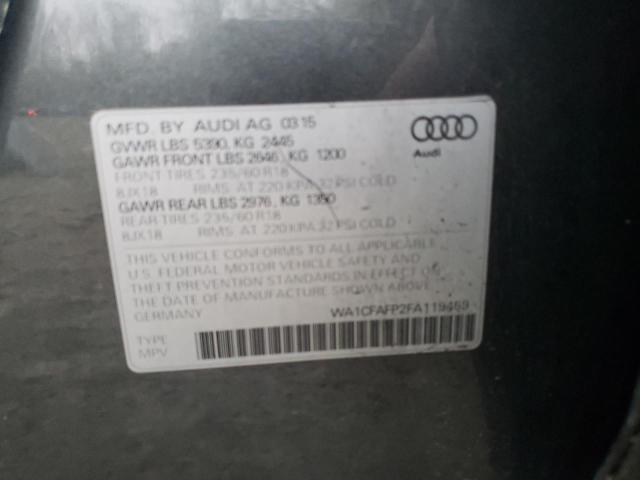 MFD. BY AUDI AG 03 15
GVWR LBS 5390, KG 2445
GAWR FRONT LBS 2646, KG 1200
FRONT TIRES 235/60 R18
8JX18 RIMS AT 220 KPA 32 PSI COLD
GAWR REAR LBS 2976, KG 1350
REAR TIRES 235/60 R18
8JX18 RIMS AT 220 KPA 32 PSI COLD
Audi
THIS VEHICLE CONFORMS TO ALL APPLICABLE
U.S. FEDERAL MOTOR VEHICLE SAFETY AND
THEFT PREVENTION STANDARDS IN EFFECT ON
THE DATE OF MANUFACTURE SHOWN ABOVE
GERMANY WA1CFAFP2FA119469
TYPE
MPV